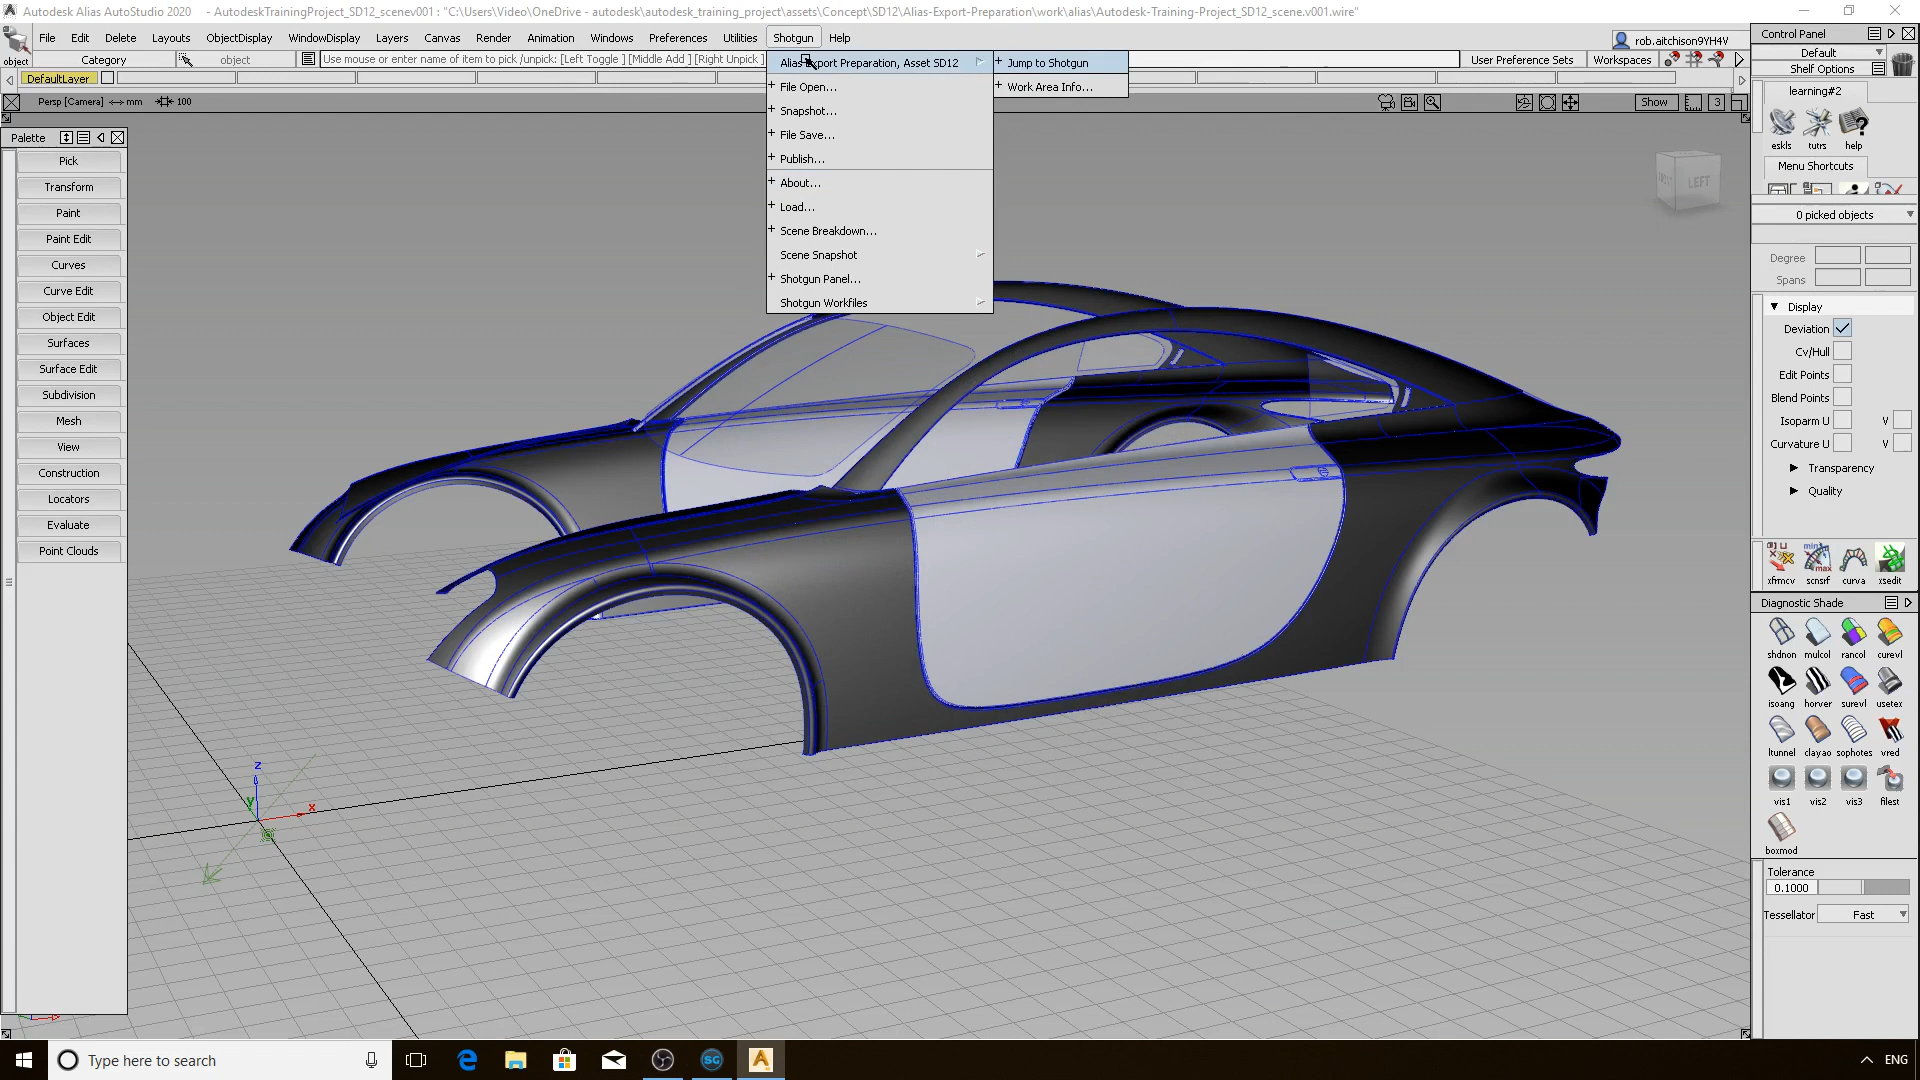 Autodesk Alias AutoStudio 2020 - AutodeskTrainingProject_SD12_scenev001 : "C:\Users\Video\OneDrive - autodesk\autodesk_training_project\assets\Concept\SD12\Alias-Export-Preparation\work\alias\Autodesk-Training-Project_SD12_scene.v001.wire"
File Edit Delete Layouts ObjectDisplay WindowDisplay Layers Canvas Render Animation Windows Preferences Utilities Shotgun Help
rob.aitchison9YH4V
object Category object
Use mouse or enter name of item to pick /unpick: [Left Toggle ] [Middle Add ] [Right Unpick ]
User Preference Sets Workspaces
DefaultLayer
Persp [Camera] mm 100
Show 3
Alias Export Preparation, Asset SD12
File Open...
Snapshot...
File Save...
Publish...
About...
Load...
Scene Breakdown...
Scene Snapshot
Shotgun Panel...
Shotgun Workfiles
Jump to Shotgun
Work Area Info...
Palette
Pick
Transform
Paint
Paint Edit
Curves
Curve Edit
Object Edit
Surfaces
Surface Edit
Subdivision
Mesh
View
Construction
Locators
Evaluate
Point Clouds
LEFT
z
y
x
Control Panel
Default
Shelf Options
learning#2
eskls tutrs help
Menu Shortcuts
0 picked objects
Degree
Spans
Display
Deviation
Cv/Hull
Edit Points
Blend Points
Isoparm U V
Curvature U V
Transparency
Quality
xfrmcv scnsrf curva xsedit
Diagnostic Shade
shdnon mulcol rancol curevl
isoang horver surevl usetex
ltunnel clayao sophotes vred
vis1 vis2 vis3 filest
boxmod
Tolerance
0.1000
Tessellator Fast
Type here to search
SG
ENG